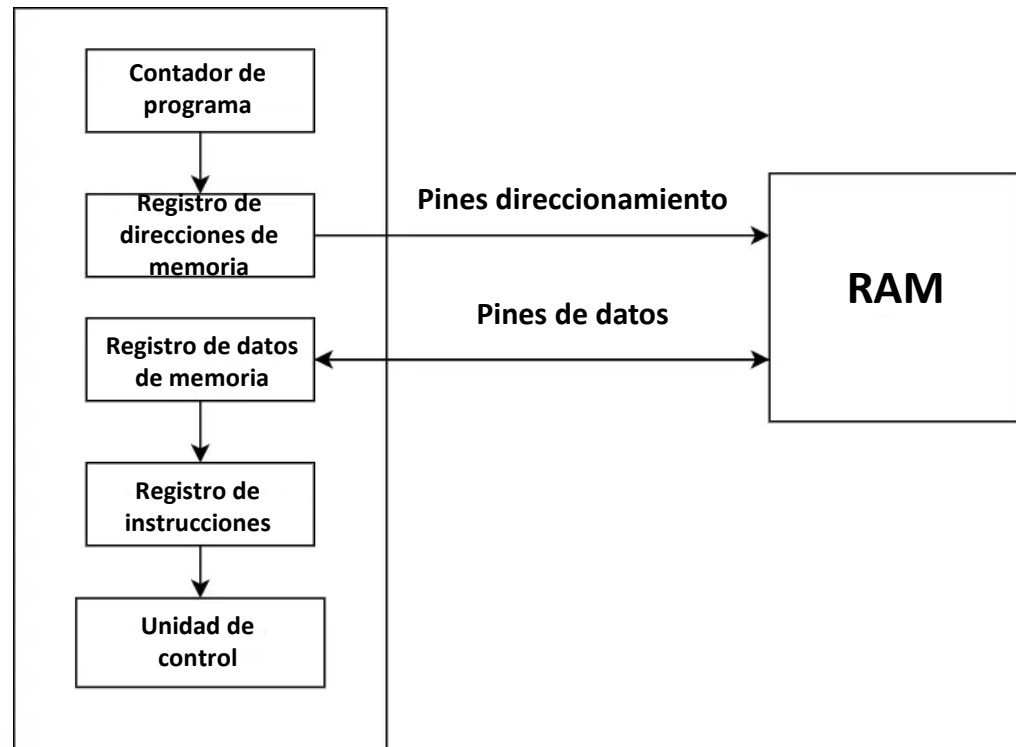 Contador de
programa
Registro de
direcciones de
memoria
Pines direccionamiento
RAM
Pines de datos
Registro de datos
de memoria
Registro de
instrucciones
Unidad de
control